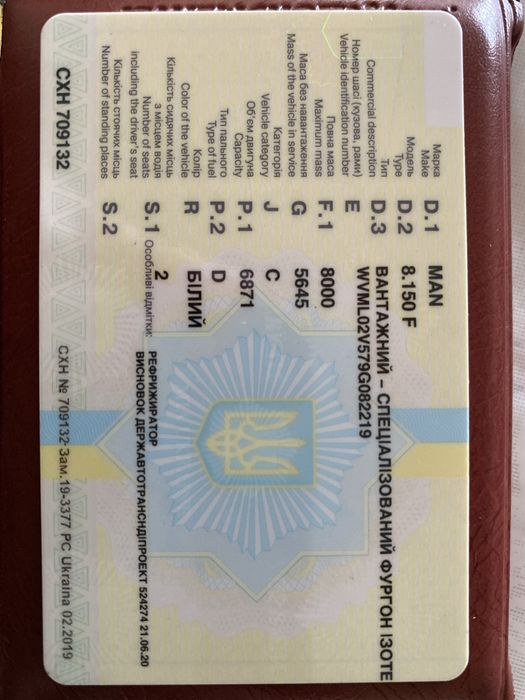 Марка
Make D.1 MAN
Модель
Type D.2 8.150 F
Тип
Commercial description D.3 ВАНТАЖНИЙ – СПЕЦІАЛІЗОВАНИЙ ФУРГОН ІЗОТЕ
Номер шасі (кузова, рами)
Vehicle identification number E WVML02V579G082219
Повна маса
Maximum mass F.1 8000
Маса без навантаження
Mass of the vehicle in service G 5645
Категорія
Vehicle category J C
Об'єм двигуна
Capacity P.1 6871
Тип пального
Type of fuel P.2 D
Колір
Color of the vehicle R БІЛИЙ
Кількість сидячих місць
з місцем водія
Number of seats
including the driver's seat S.1 2
Кількість стоячих місць
Number of standing places S.2
Особливі відмітки:
РЕФРИЖИРАТОР
ВИСНОВОК ДЕРЖАВТОТРАНСНДІПРОЕКТ 524274 21.06.20
СХН 709132
СХН № 709132 Зам.19-3377 РС Ukraina 02.2019